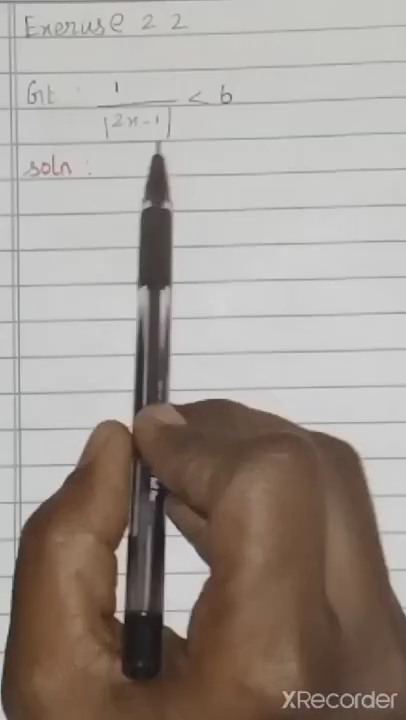 Exercise 2 2
Git : 1/|2x-1| < 6
soln :
XRecorder